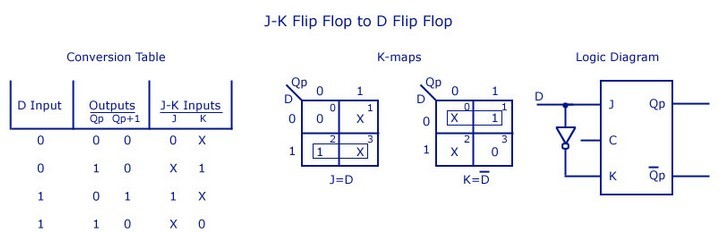 J-K Flip Flop to D Flip Flop
Conversion Table
D Input Outputs J-K Inputs
Qp Qp+1 J K
0 0 0 0 X
0 1 0 X 1
1 0 1 1 X
1 1 0 X 0
K-maps
Qp 0 1
D
0 0 0 X 1
1 1 2 X 3
J=D
Qp 0 1
D
0 X 0 1 1
1 X 2 0 3
K=D̅
Logic Diagram
D J Qp
C
K Q̅p